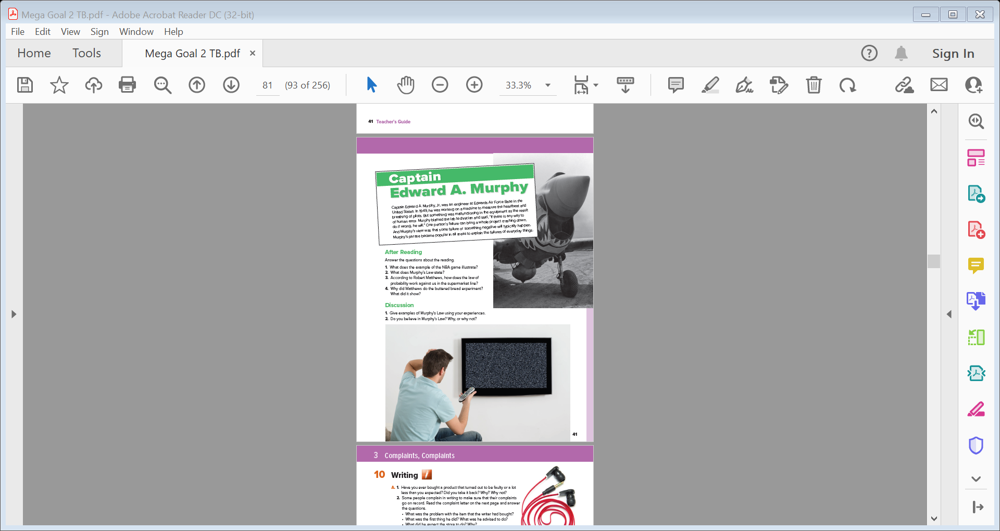 Mega Goal 2 TB.pdf - Adobe Acrobat Reader DC (32-bit)
File Edit View Sign Window Help
Home Tools Mega Goal 2 TB.pdf × Sign In
81 (93 of 256) 33.3%
41 Teacher's Guide
Captain
Edward A. Murphy
Captain Edward A. Murphy, Jr., was an engineer at Edwards Air Force Base in the
United States. In 1949, he was working on a machine to measure the heartbeat and
breathing of pilots. But something was malfunctioning in the equipment as the result
of human error. Murphy blamed the lab technician and said, "If there is any way to
do it wrong, he will." One person's failure can bring a whole project crashing down.
And Murphy's view was that some failure or something negative will typically happen.
Murphy's phrase became popular in all areas to explain the failures of everyday things.
After Reading
Answer the questions about the reading.
1. What does the example of the NBA game illustrate?
2. What does Murphy's Law state?
3. According to Robert Matthews, how does the law of
probability work against us in the supermarket line?
4. Why did Matthews do the buttered bread experiment?
What did it show?
Discussion
1. Give examples of Murphy's Law using your experiences.
2. Do you believe in Murphy's Law? Why, or why not?
41
3 Complaints, Complaints
10 Writing i
A. 1. Have you ever bought a product that turned out to be faulty or a lot
less than you expected? Did you take it back? Why? Why not?
2. Some people complain in writing to make sure that their complaints
go on record. Read the complaint letter on the next page and answer
the questions.
• What was the problem with the item that the writer had bought?
• What was the first thing he did? What was he advised to do?
• What did he expect the store to do? Why?